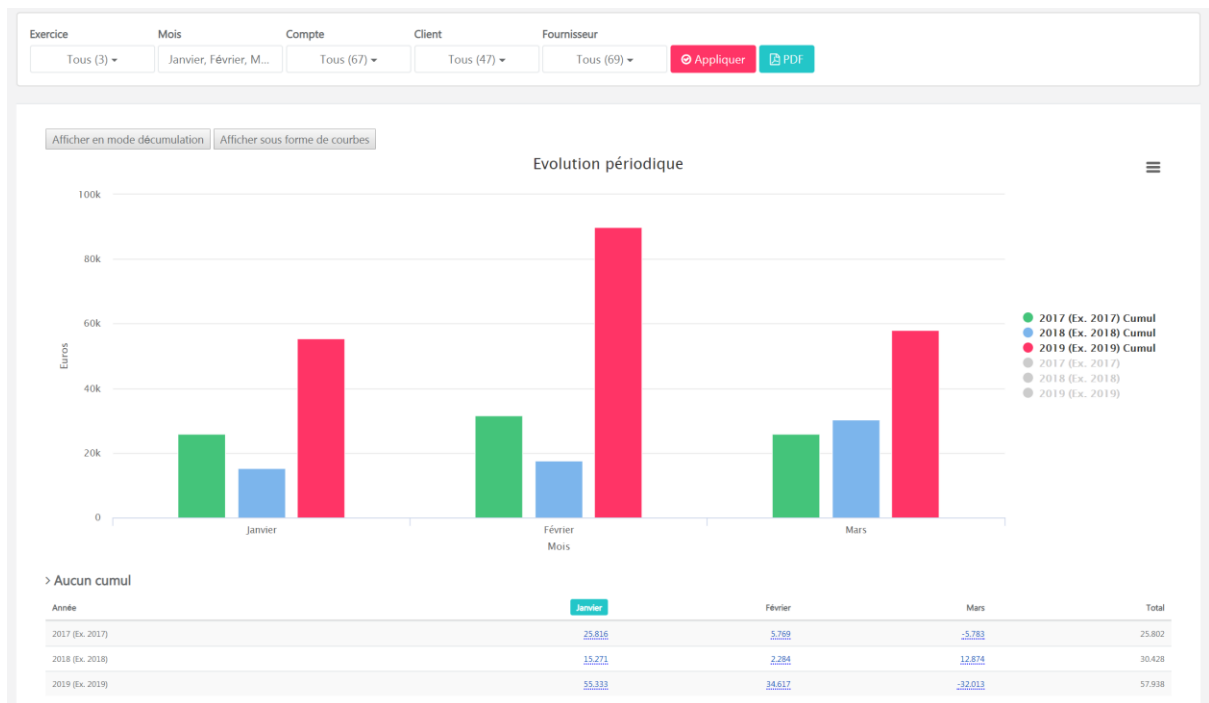 Exercice Mois Compte Client Fournisseur
Tous (3) Janvier, Février, M... Tous (67) Tous (47) Tous (69) Appliquer PDF
Afficher en mode décumulation Afficher sous forme de courbes
Evolution périodique
100k
80k
60k
40k
20k
0
Euros
Janvier Février Mars
Mois
2017 (Ex. 2017) Cumul
2018 (Ex. 2018) Cumul
2019 (Ex. 2019) Cumul
2017 (Ex. 2017)
2018 (Ex. 2018)
2019 (Ex. 2019)
> Aucun cumul
Année Janvier Février Mars Total
2017 (Ex. 2017) 25.816 5.769 -5.783 25.802
2018 (Ex. 2018) 15.271 2.284 12.874 30.428
2019 (Ex. 2019) 55.333 34.617 -32.013 57.938